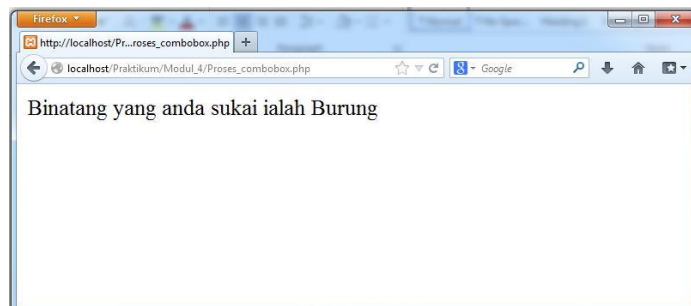 Firefox
http://localhost/Pr...roses_combobox.php
localhost/Praktikum/Modul_4/Proses_combobox.php
Google
Binatang yang anda sukai ialah Burung